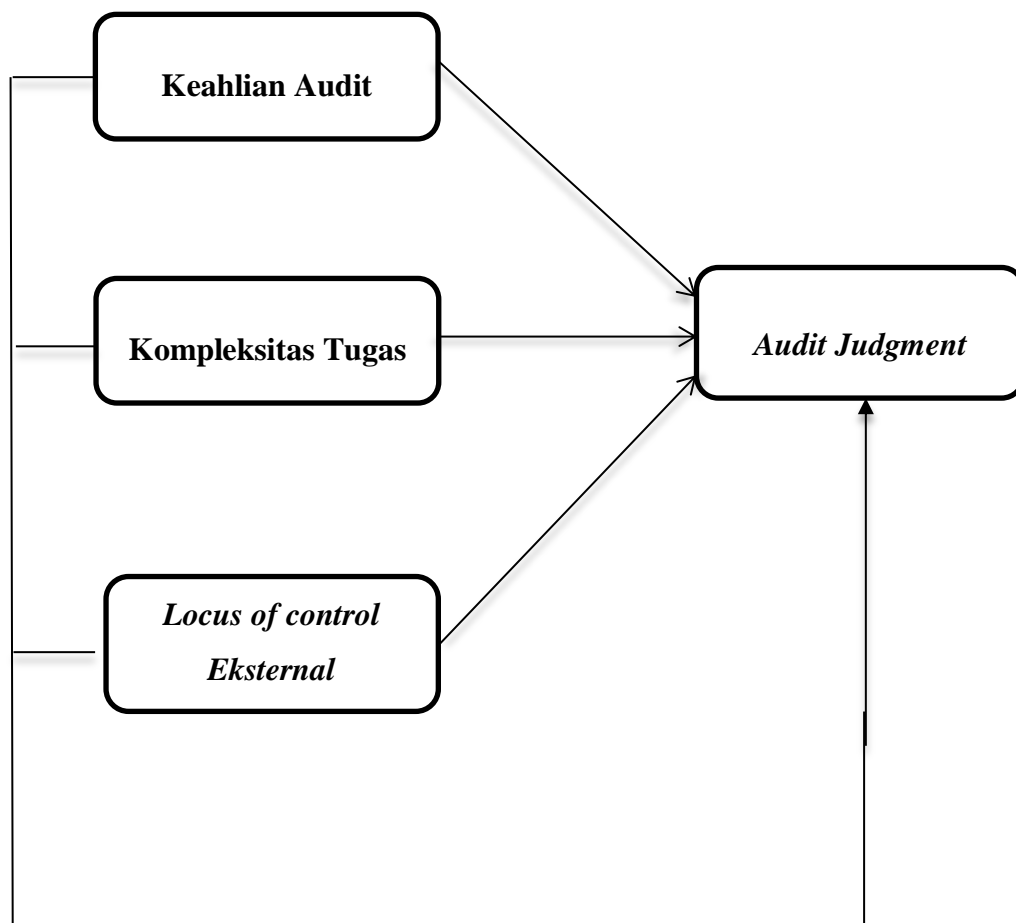 Keahlian Audit
Kompleksitas Tugas
Audit Judgment
Locus of control
Eksternal